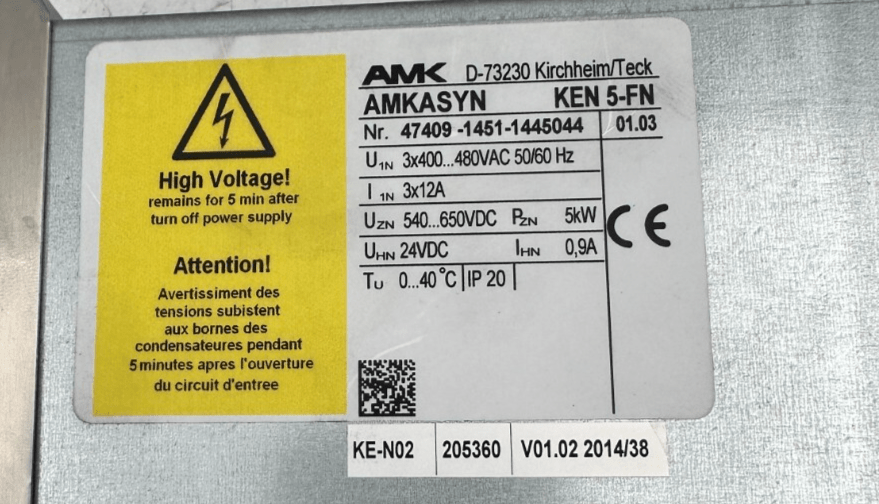 High Voltage!
remains for 5 min after
turn off power supply
Attention!
Avertissiment des
tensions subistent
aux bornes des
condensateures pendant
5 minutes apres l'ouverture
du circuit d'entree
AMK D-73230 Kirchheim/Teck
AMKASYN KEN 5-FN
Nr. 47409 -1451-1445044 01.03
U1N 3x400...480VAC 50/60 Hz
I 1N 3x12A
UZN 540...650VDC PZN 5kW
UHN 24VDC IHN 0,9A
TU 0...40°C IP 20
CE
KE-N02 205360 V01.02 2014/38